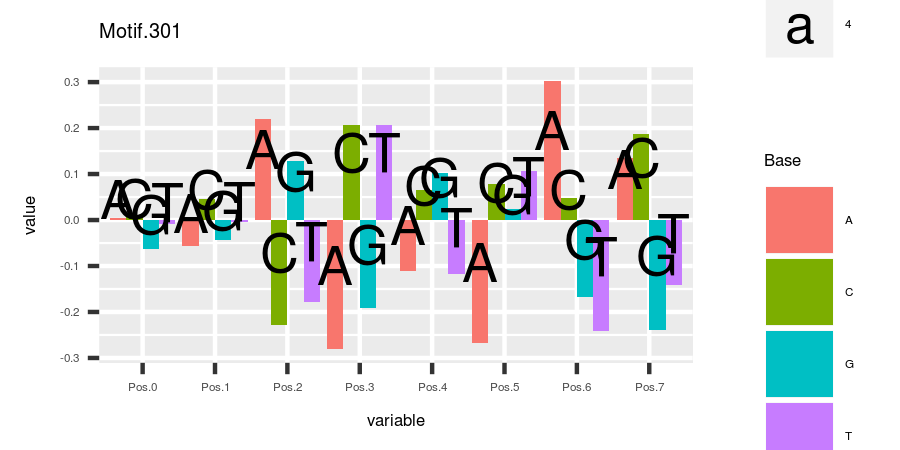 Motif.301
a 4
0.3
0.2
0.1
0.0
-0.1
-0.2
-0.3
value
A C G T A C G T A C G T A C G T A C G T A C G T A C G T A C G T
Pos.0 Pos.1 Pos.2 Pos.3 Pos.4 Pos.5 Pos.6 Pos.7
variable
Base
A
C
G
T